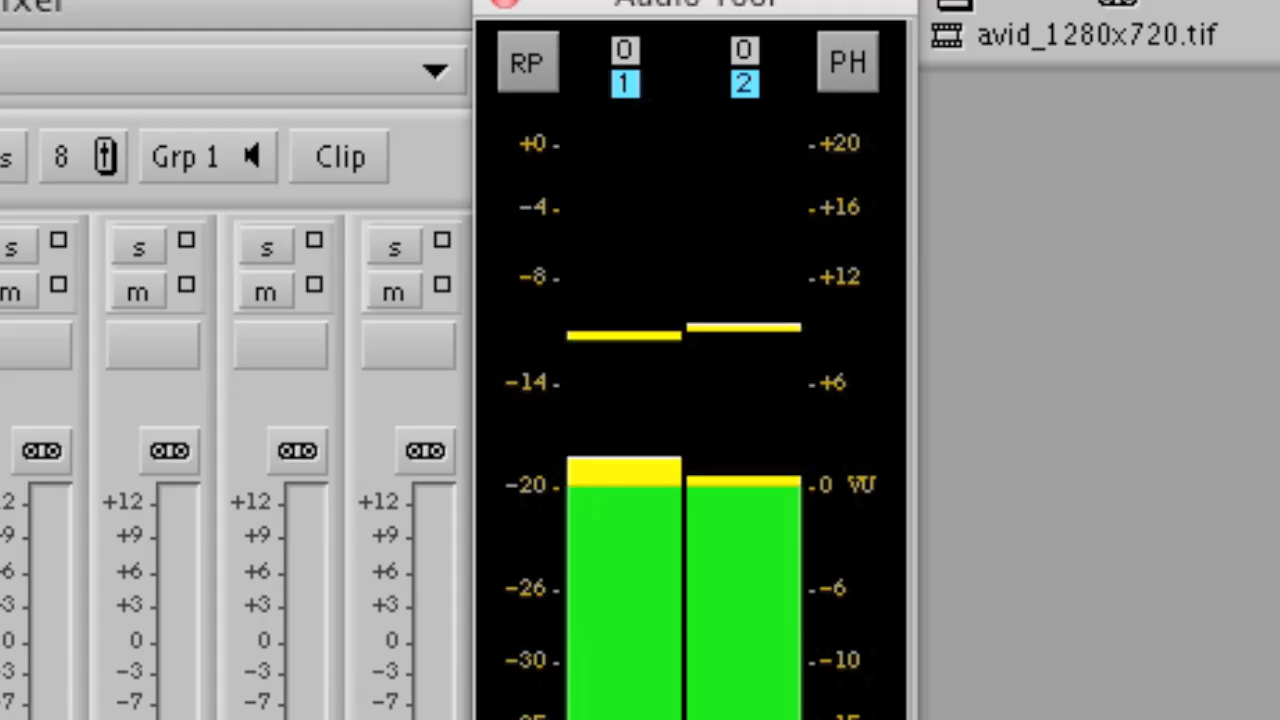 Audio Tool
avid_1280x720.tif
RP 0 0 PH
1 2
8 Grp 1 Clip
s s s s
m m m m
+0 +20
-4 +16
-8 +12
-14 +6
-20 0 VU
-26 -6
-30 -10
+12 +12 +12
+9 +9 +9
+6 +6 +6
+3 +3 +3
0 0 0 0
-3 -3 -3
-7 -7 -7